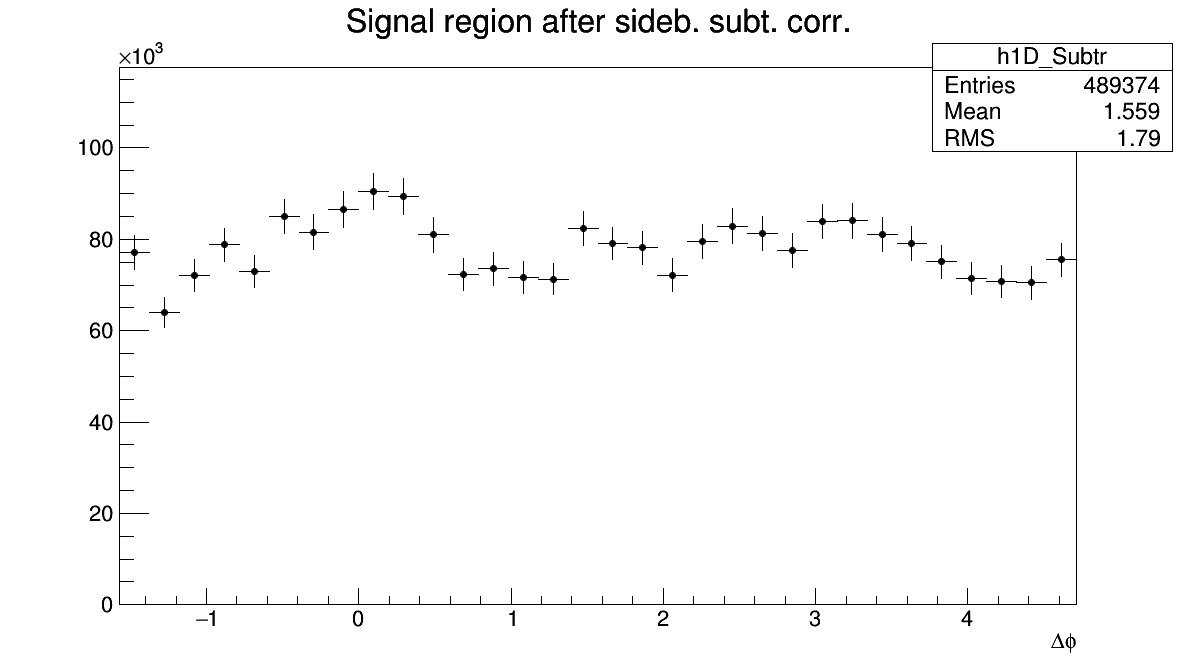 Signal region after sideb. subt. corr.
×10³
h1D_Subtr
Entries 489374
Mean 1.559
RMS 1.79
100
80
60
40
20
0
−1 0 1 2 3 4
Δϕ